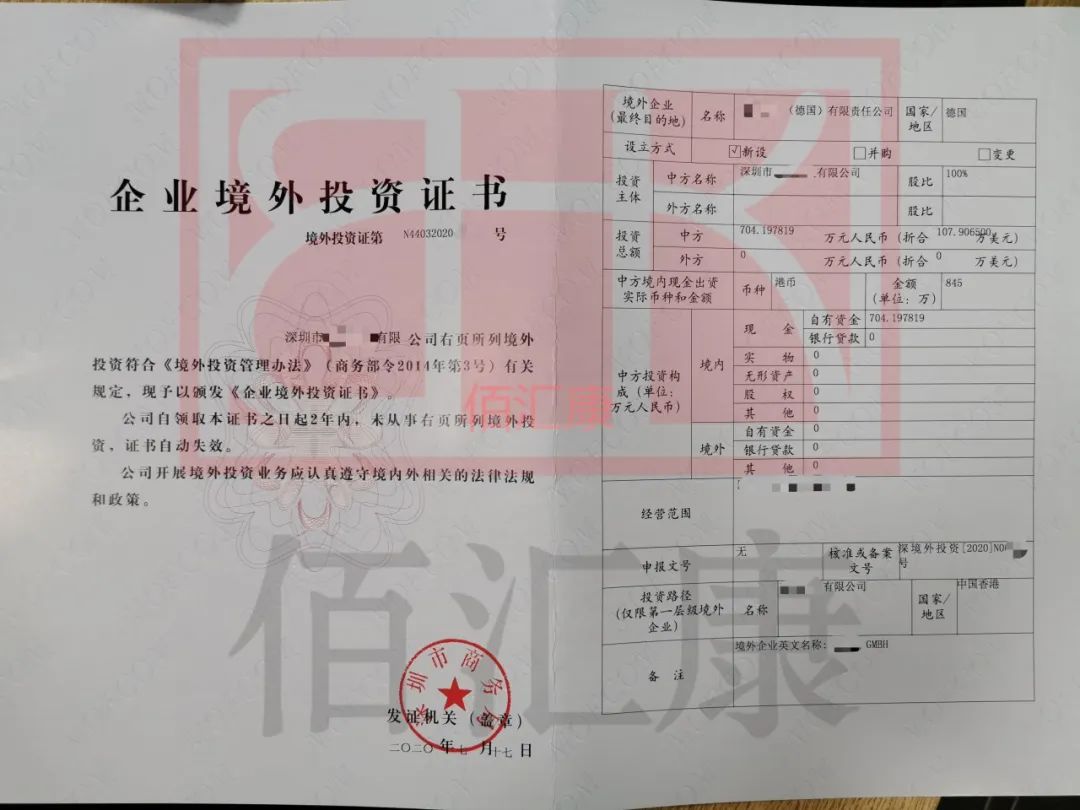 企业境外投资证书
境外投资证第 N44032020 号
深圳市 有限 公司右页所列境外
投资符合《境外投资管理办法》（商务部令2014年第3号）有关
规定，现予以颁发《企业境外投资证书》。
公司自领取本证书之日起2年内，未从事右页所列境外投
资，证书自动失效。
公司开展境外投资业务应认真遵守境内外相关的法律法规
和政策。
深圳市商务
发证机关（盖章）
二〇二〇年七月十七日
境外企业（最终目的地） 名称 （德国）有限责任公司 国家/地区 德国
设立方式 ☑新设 □并购 □变更
投资主体 中方名称 深圳市 有限公司 股比 100%
外方名称 股比
投资总额 中方 704.197819 万元人民币（折合 107.906500 万美元）
外方 0 万元人民币（折合 0 万美元）
中方境内现金出资实际币种和金额 币种 港币 金额（单位：万） 845
中方投资构成（单位：万元人民币） 境内 现金 自有资金 704.197819
银行贷款 0
实物 0
无形资产 0
股权 0
其他 0
境外 自有资金 0
银行贷款 0
其他 0
经营范围
申报文号 无 核准或备案文号 深境外投资[2020]N0 号
投资路径（仅限第一层级境外企业） 名称 有限公司 国家/地区 中国香港
备注 境外企业英文名称： GMBH
佰汇康
佰汇康